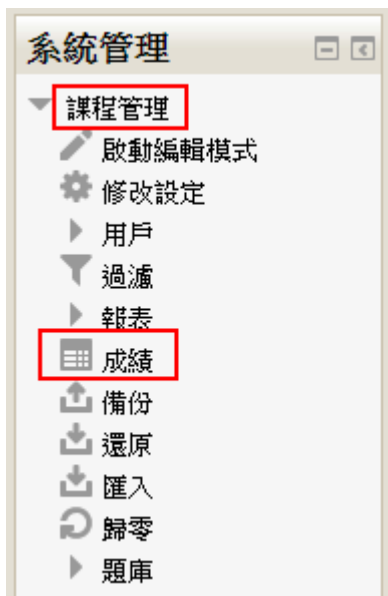 系統管理
課程管理
啟動編輯模式
修改設定
用戶
過濾
報表
成績
備份
還原
匯入
歸零
題庫